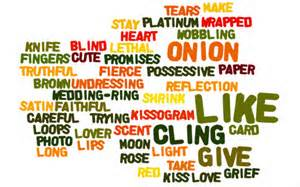 TEARS MAKE
STAY PLATINUM WRAPPED
HEART WOBBLING
KNIFE BLIND LETHAL ONION
FINGERS CUTE PROMISES
TRUTHFUL FIERCE POSSESSIVE PAPER
BROWN UNDRESSING REFLECTION
WEDDING-RING SHRINK
SATIN FAITHFUL LIKE
CAREFUL TRYING KISSOGRAM
LOOPS LOVER SCENT CLING CARD
PHOTO LIPS MOON TAKE GIVE
LONG ROSE LIGHT
RED KISS LOVE GRIEF